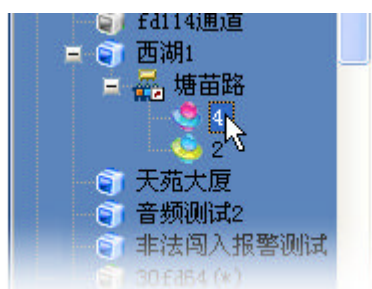 fd114通道
西湖1
塘苗路
4
2
天苑大厦
音频测试2
非法闯入报警测试
30fd64(*)